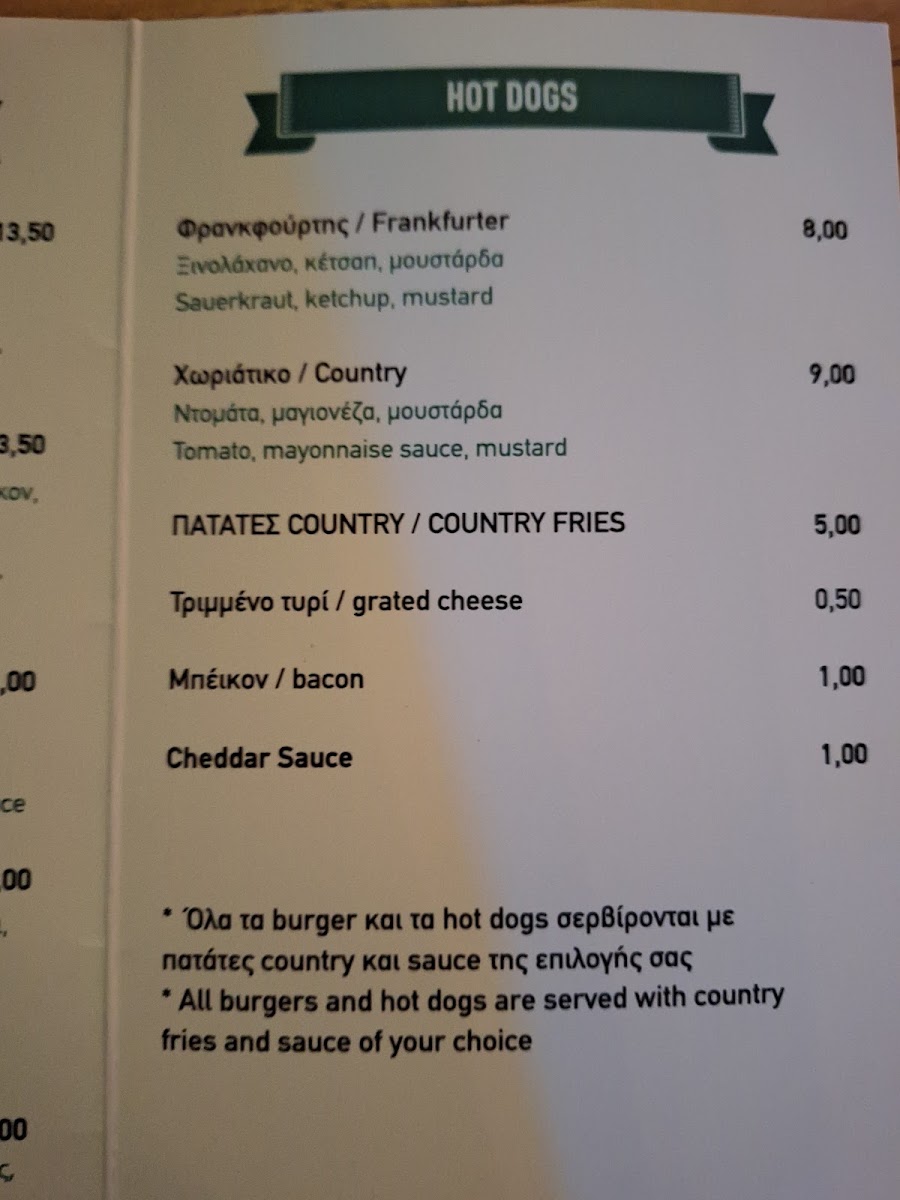 HOT DOGS
13,50
Φρανκφούρτης / Frankfurter 8,00
Ξινολάχανο, κέτσαπ, μουστάρδα
Sauerkraut, ketchup, mustard
Χωριάτικο / Country 9,00
Ντομάτα, μαγιονέζα, μουστάρδα
3,50
Tomato, mayonnaise sauce, mustard
κον,
ΠΑΤΑΤΕΣ COUNTRY / COUNTRY FRIES 5,00
Τριμμένο τυρί / grated cheese 0,50
,00
Μπέικον / bacon 1,00
Cheddar Sauce 1,00
ce
,00
* Όλα τα burger και τα hot dogs σερβίρονται με
πατάτες country και sauce της επιλογής σας
* All burgers and hot dogs are served with country
fries and sauce of your choice
00
ς,